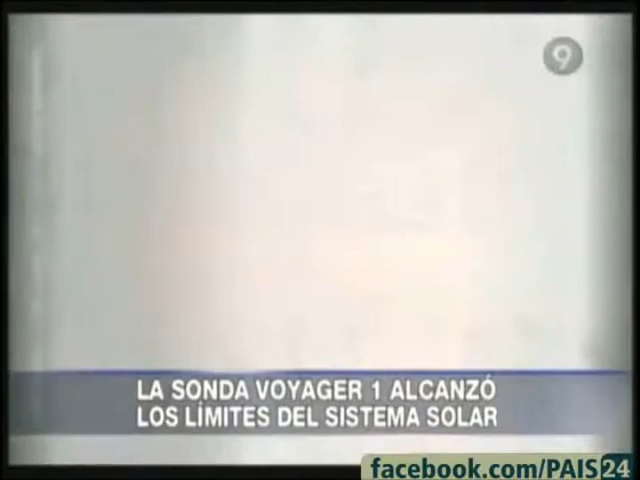 9
LA SONDA VOYAGER 1 ALCANZÓ
LOS LÍMITES DEL SISTEMA SOLAR
facebook.com/PAIS24